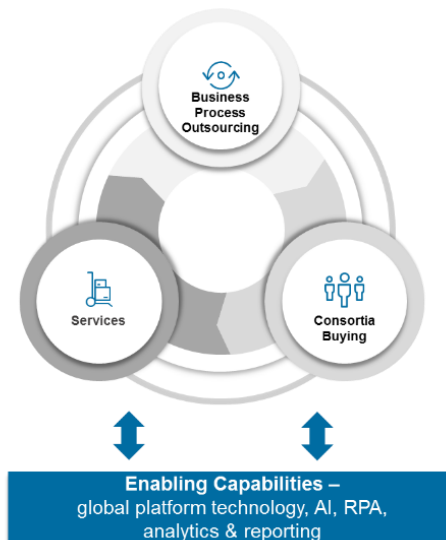 Business
Process
Outsourcing
Services
Consortia
Buying
Enabling Capabilities –
global platform technology, AI, RPA,
analytics & reporting